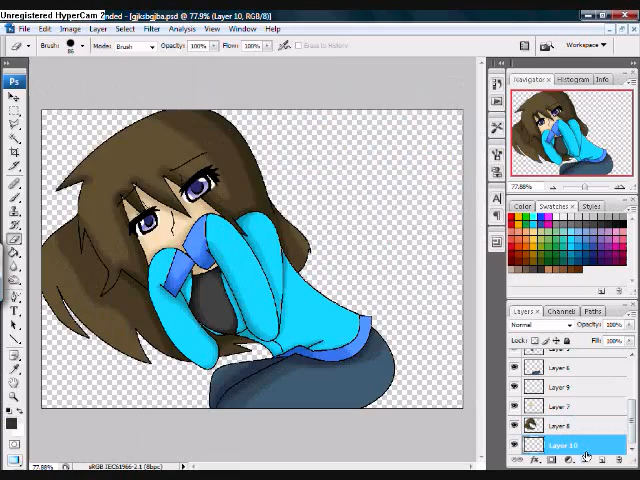 Unregistered HyperCam 2
nded - [gjksbgjba.psd @ 77.9% (Layer 10, RGB/8)]
File Edit Image Layer Select Filter Analysis View Window Help
Brush: 86 Mode: Brush Opacity: 100% Flow: 100% Erase to History Workspace
Ps
Navigator Histogram Info
77.88%
Color Swatches Styles
Layers Channels Paths
Normal Opacity: 100%
Lock: Fill: 100%
Layer 6
Layer 9
Layer 7
Layer 8
Layer 10
77.88% sRGB IEC61966-2.1 (8bpc)